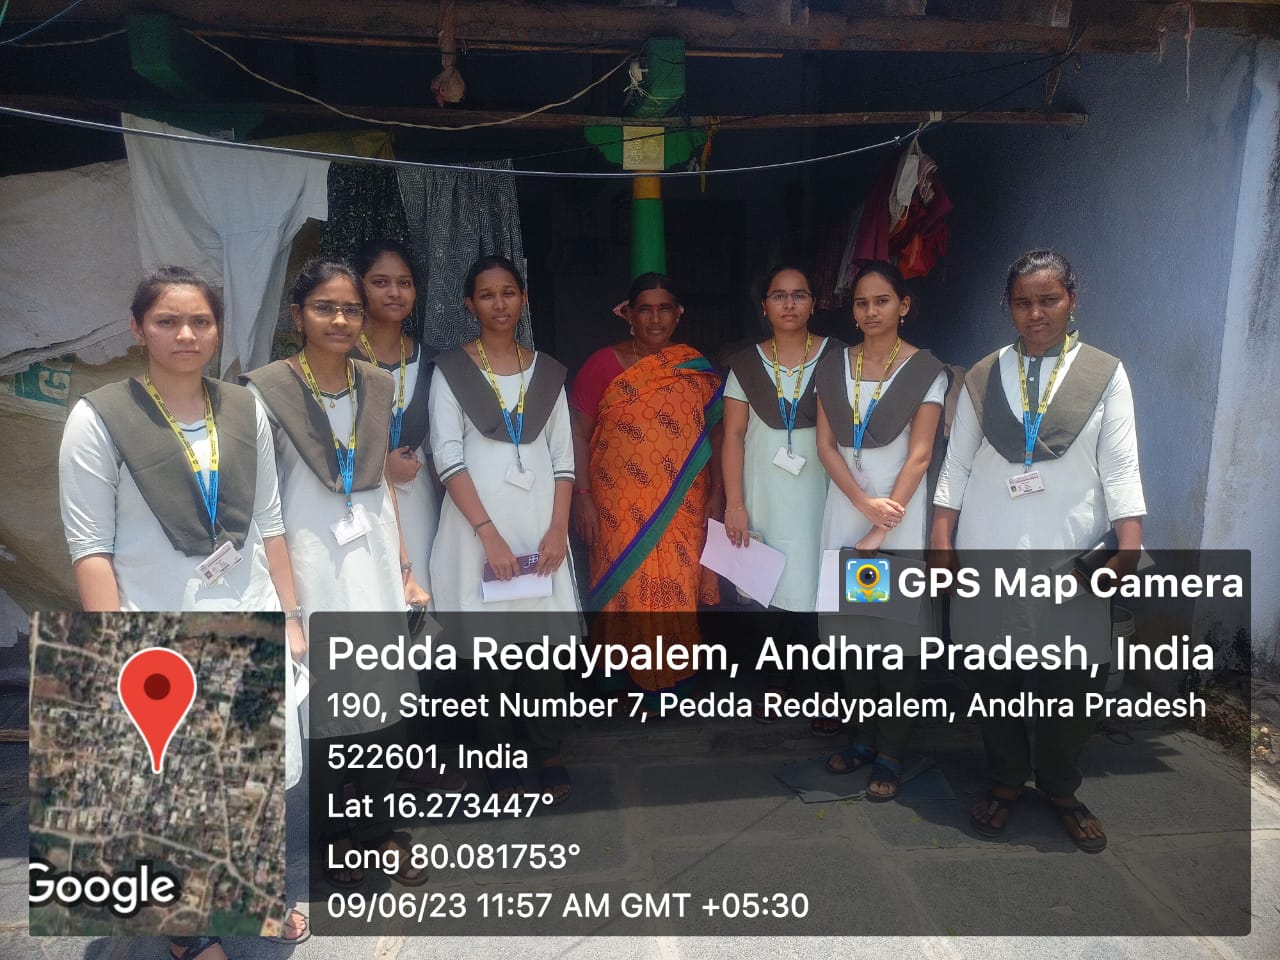 GPS Map Camera
Pedda Reddypalem, Andhra Pradesh, India
190, Street Number 7, Pedda Reddypalem, Andhra Pradesh
522601, India
Lat 16.273447°
Long 80.081753°
09/06/23 11:57 AM GMT +05:30
Google